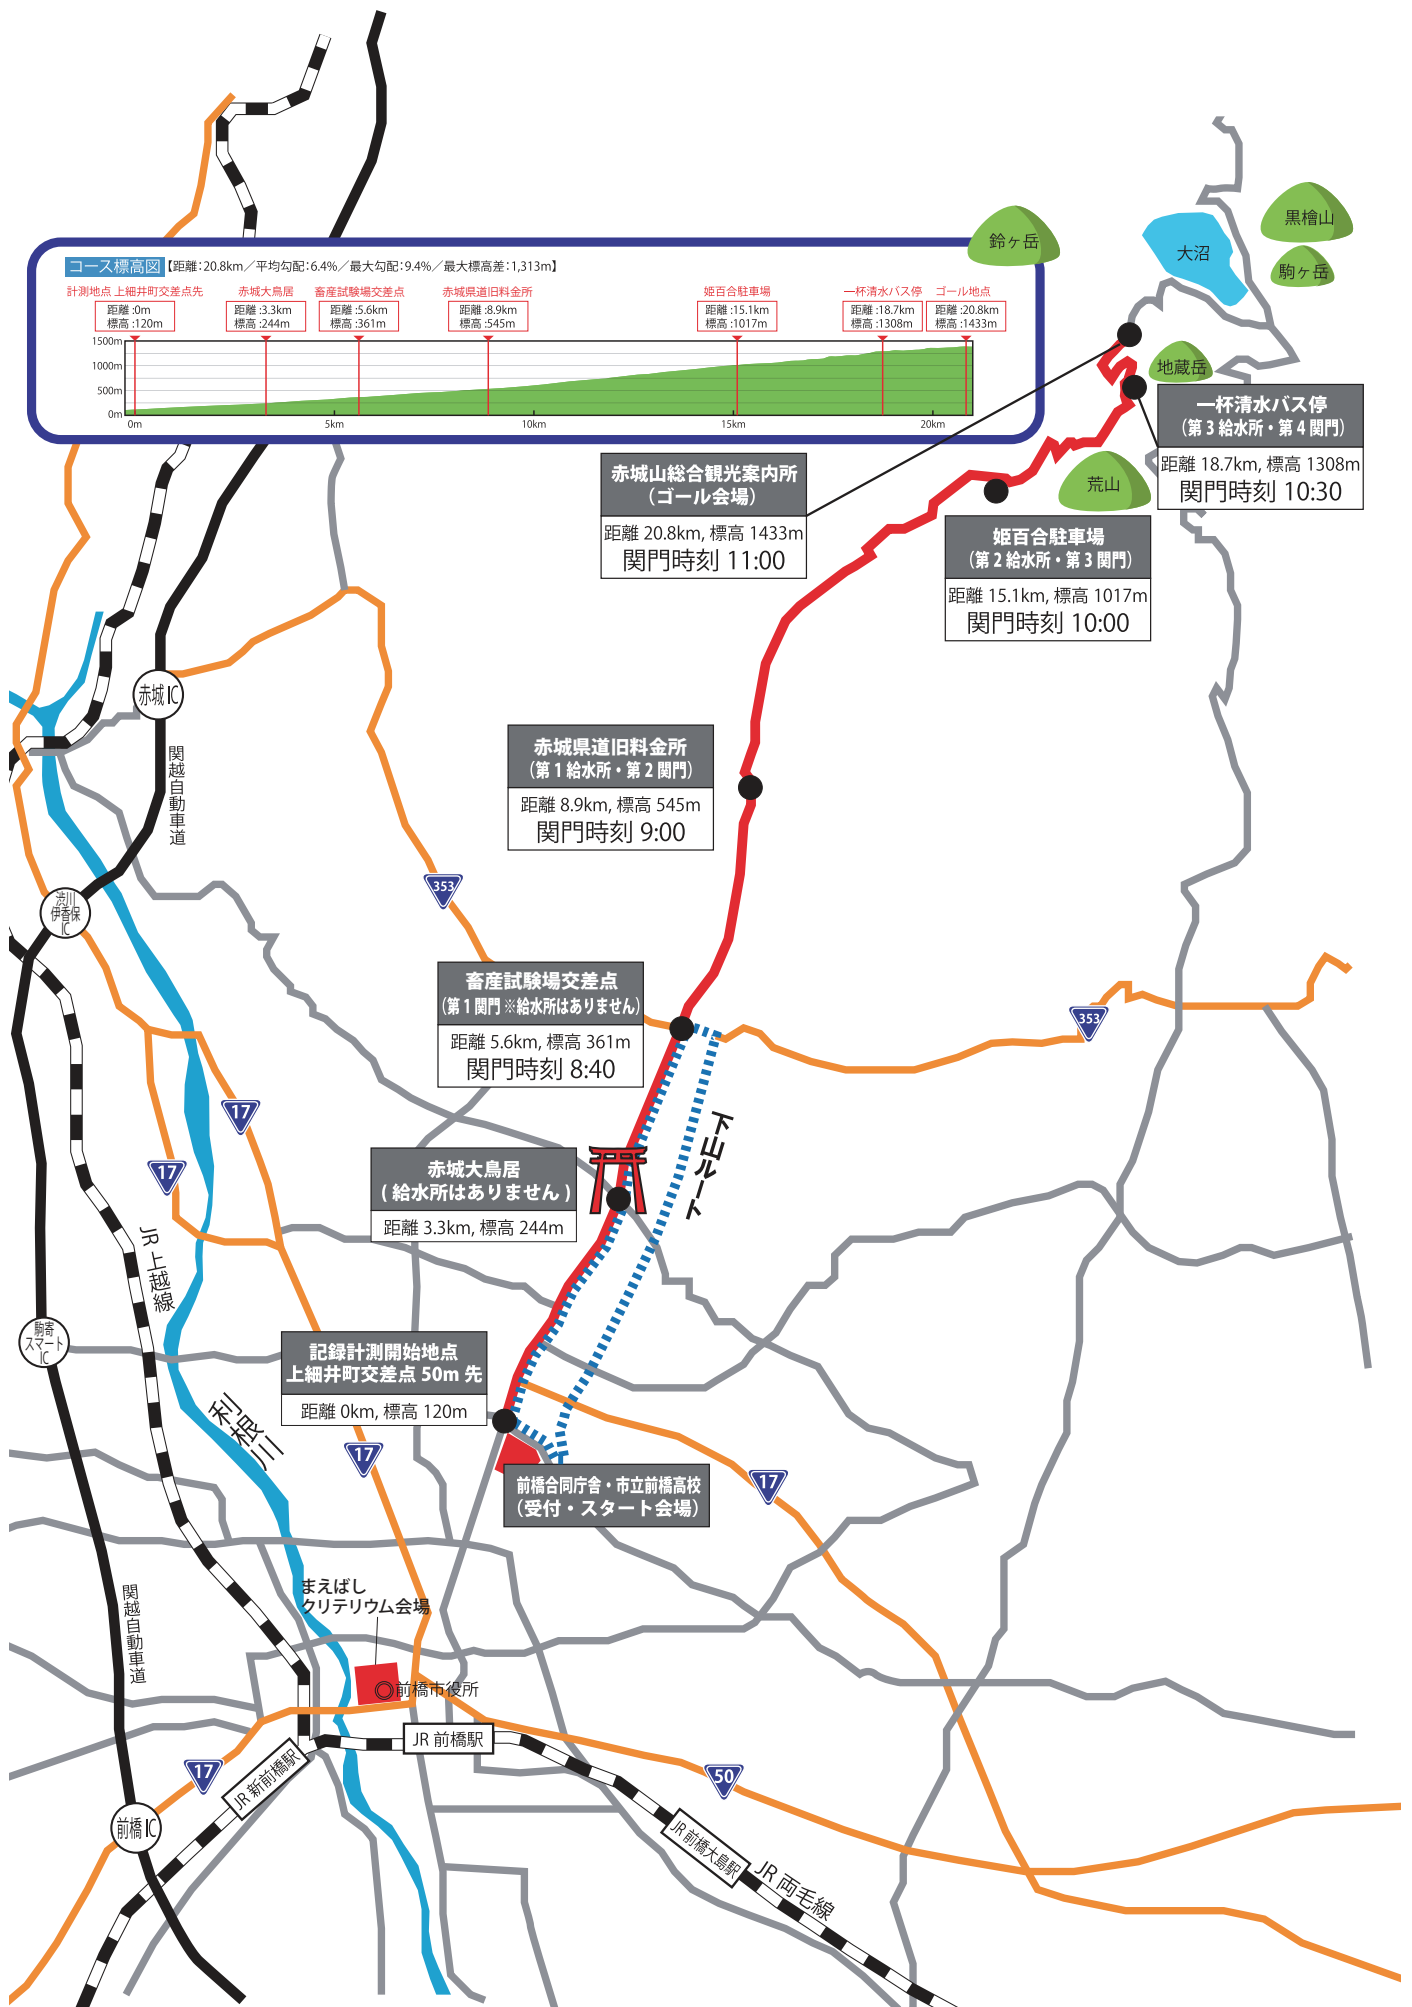 鈴ヶ岳
黒檜山
大沼
駒ヶ岳
コース標高図【距離:20.8km／平均勾配:6.4%／最大勾配:9.4%／最大標高差:1,313m】
計測地点 上細井町交差点先
距離 :0m
標高 :120m
赤城大鳥居
距離 :3.3km
標高 :244m
畜産試験場交差点
距離 :5.6km
標高 :361m
赤城県道旧料金所
距離 :8.9km
標高 :545m
姫百合駐車場
距離 :15.1km
標高 :1017m
一杯清水バス停
距離 :18.7km
標高 :1308m
ゴール地点
距離 :20.8km
標高 :1433m
1500m
1000m
500m
0m
0m
5km
10km
15km
20km
地蔵岳
一杯清水バス停
(第３給水所・第４関門)
距離 18.7km, 標高 1308m
関門時刻 10:30
赤城山総合観光案内所
(ゴール会場)
距離 20.8km, 標高 1433m
関門時刻 11:00
荒山
姫百合駐車場
(第２給水所・第３関門)
距離 15.1km, 標高 1017m
関門時刻 10:00
赤城 IC
関越自動車道
赤城県道旧料金所
(第１給水所・第２関門)
距離 8.9km, 標高 545m
関門時刻 9:00
渋川
伊香保
IC
353
畜産試験場交差点
(第１関門 ※給水所はありません)
距離 5.6km, 標高 361m
関門時刻 8:40
353
17
17
下山ルート
赤城大鳥居
( 給水所はありません )
距離 3.3km, 標高 244m
JR 上越線
駒寄
スマート
IC
記録計測開始地点
上細井町交差点 50m 先
距離 0km, 標高 120m
利根川
17
17
前橋合同庁舎・市立前橋高校
(受付・スタート会場)
まえばし
クリテリウム会場
関越自動車道
前橋市役所
JR 前橋駅
JR 新前橋駅
17
50
前橋 IC
JR 前橋大島駅
JR 両毛線